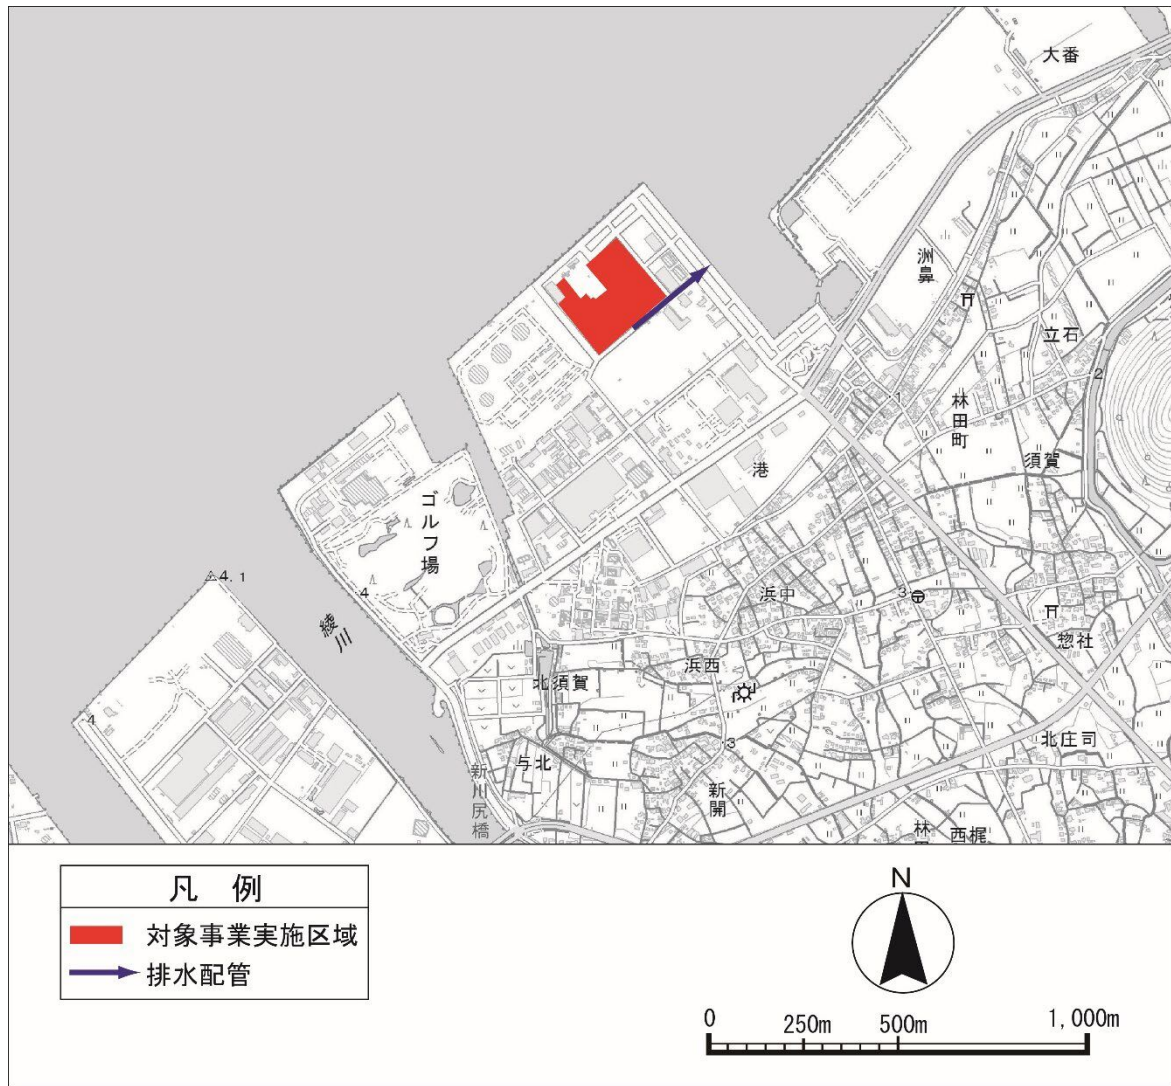 大番
洲鼻
立石
2
1
林田町
須賀
港
ゴルフ場
4.1
4
綾川
浜中
3
惣社
浜西
北須賀
4
3
北庄司
与北
新開
新川尻橋
西梶
凡 例
対象事業実施区域
排水配管
N
0 250m 500m 1,000m